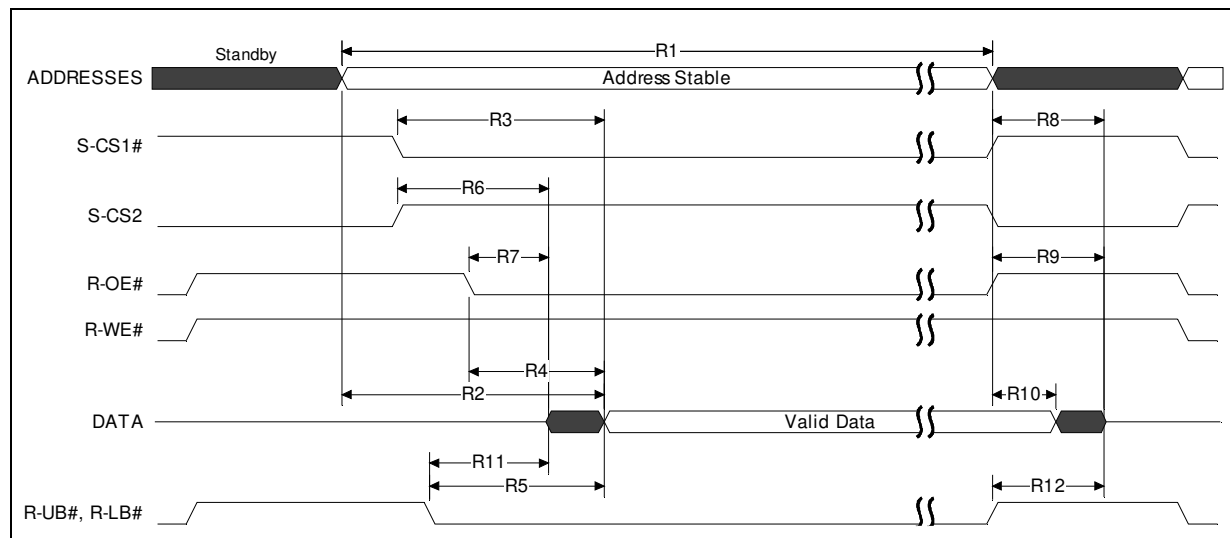 Standby
R1
ADDRESSES
Address Stable
R3
R8
S-CS1#
R6
S-CS2
R7
R9
R-OE#
R-WE#
R4
R2
R10
DATA
Valid Data
R11
R5
R12
R-UB#, R-LB#